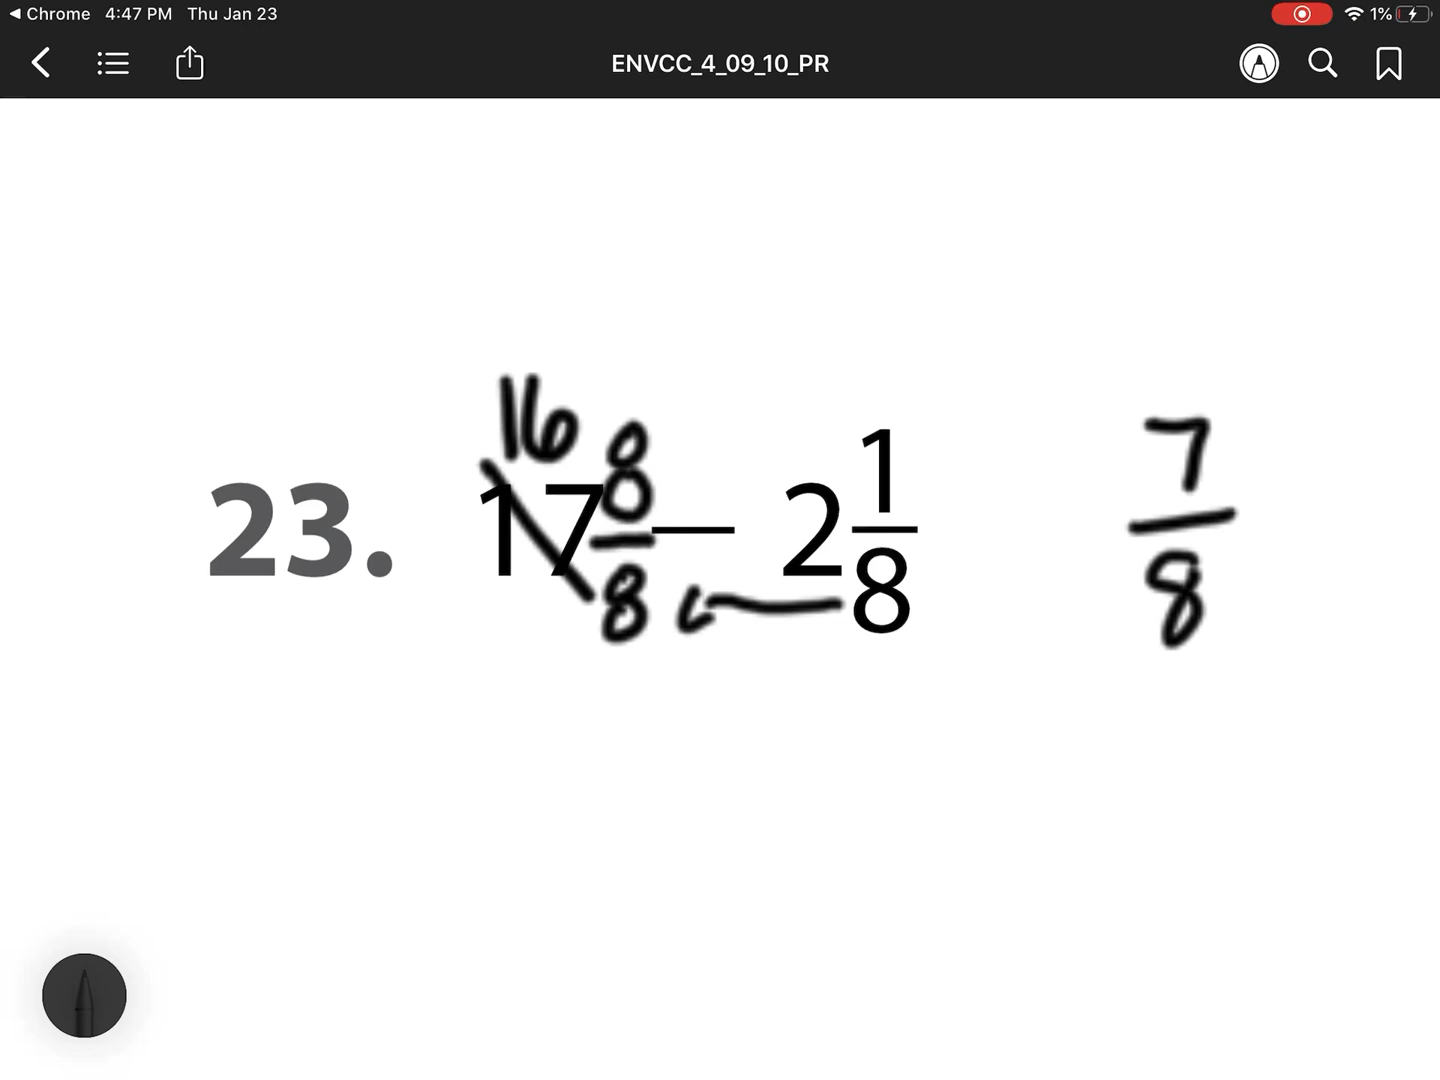 Chrome 4:47 PM Thu Jan 23 1%
ENVCC_4_09_10_PR
16 8 1 7
23. 17 — 2
8 8 8